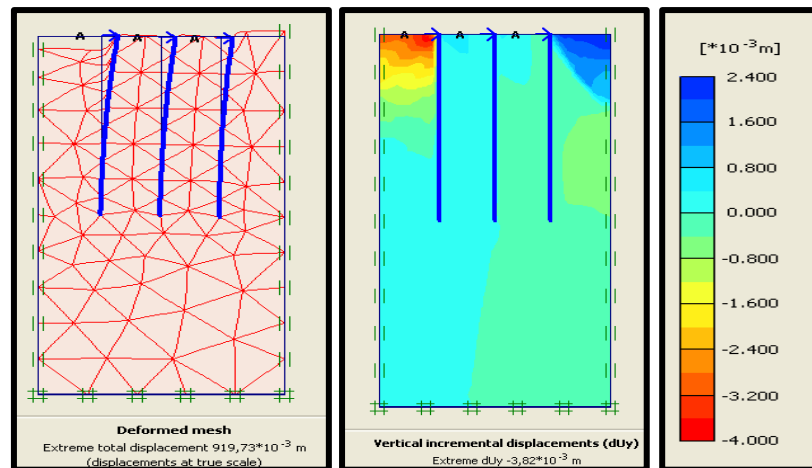 A A A
Deformed mesh
Extreme total displacement 919,73*10-3 m
(displacements at true scale)
A A A
Vertical incremental displacements (dUy)
Extreme dUy -3,82*10-3 m
[*10-3 m]
2.400
1.600
0.800
0.000
-0.800
-1.600
-2.400
-3.200
-4.000